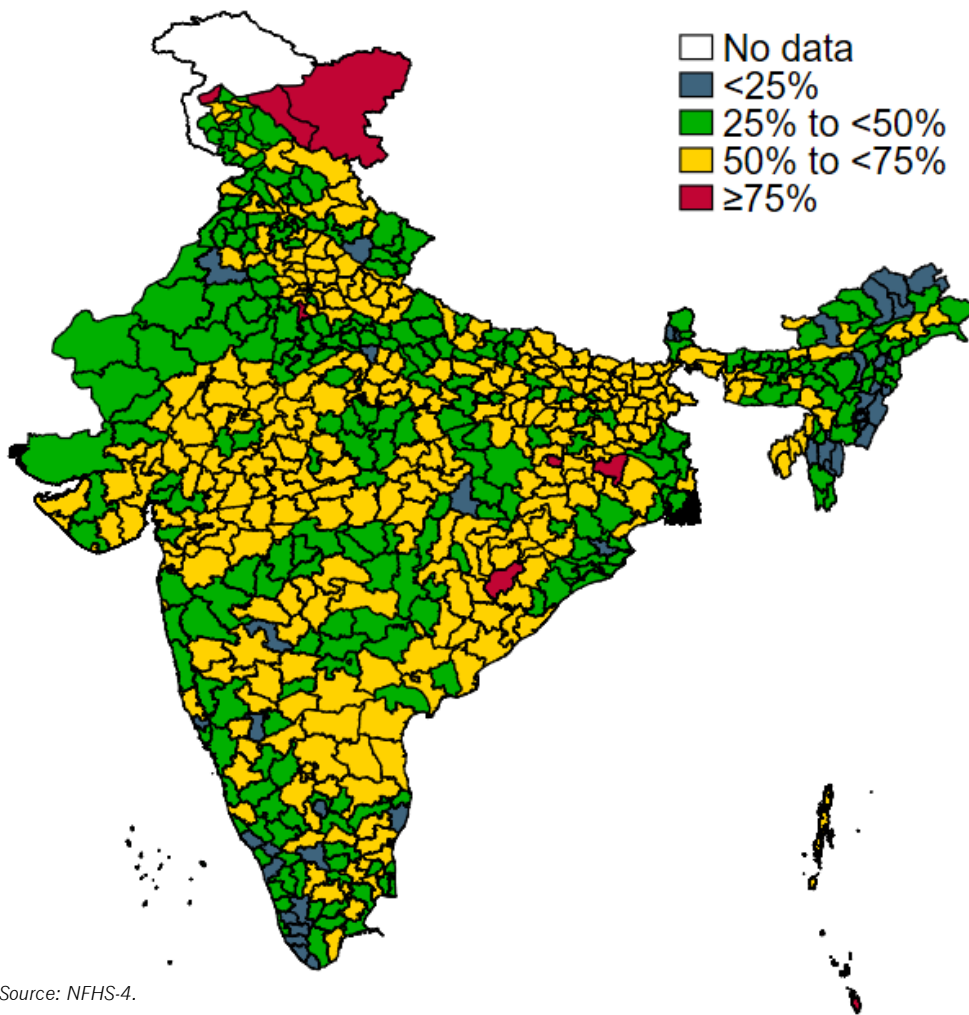 No data
<25%
25% to <50%
50% to <75%
≥75%
Source: NFHS-4.